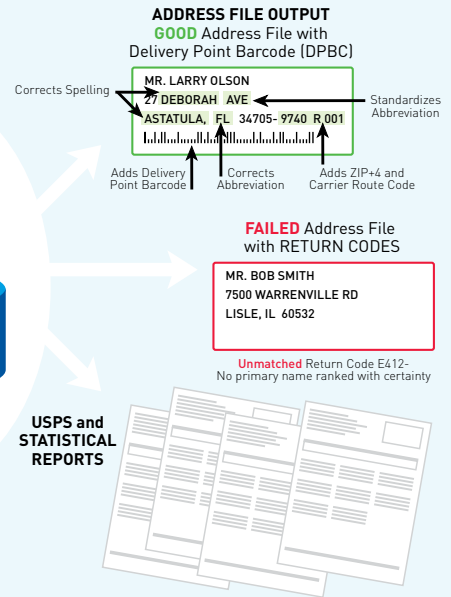 ADDRESS FILE OUTPUT
GOOD Address File with
Delivery Point Barcode (DPBC)
MR. LARRY OLSON
27 DEBORAH AVE
ASTATULA, FL 34705- 9740 R 001
Corrects Spelling
Standardizes
Abreviation
Adds Delivery
Point Barcode
Corrects
Abbreviation
Adds ZIP+4 and
Carrier Route Code
FAILED Address File
with RETURN CODES
MR. BOB SMITH
7500 WARRENVILLE RD
LISLE, IL 60532
Unmatched Return Code E412-
No primary name ranked with certainty
USPS and
STATISTICAL
REPORTS